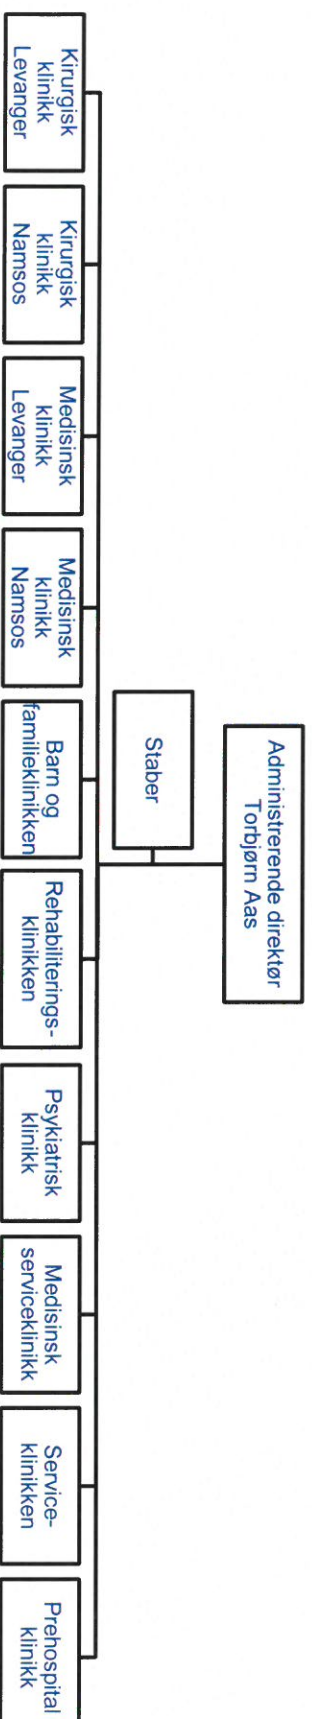 Administrerende direktør
Torbjørn Aas
Staber
Kirurgisk
klinikk
Levanger
Kirurgisk
klinikk
Namsos
Medisinsk
klinikk
Levanger
Medisinsk
klinikk
Namsos
Barn og
familieklinikken
Rehabiliterings-
klinikken
Psykiatrisk
klinikk
Medisinsk
serviceklinikk
Service-
klinikken
Prehospital
klinikk